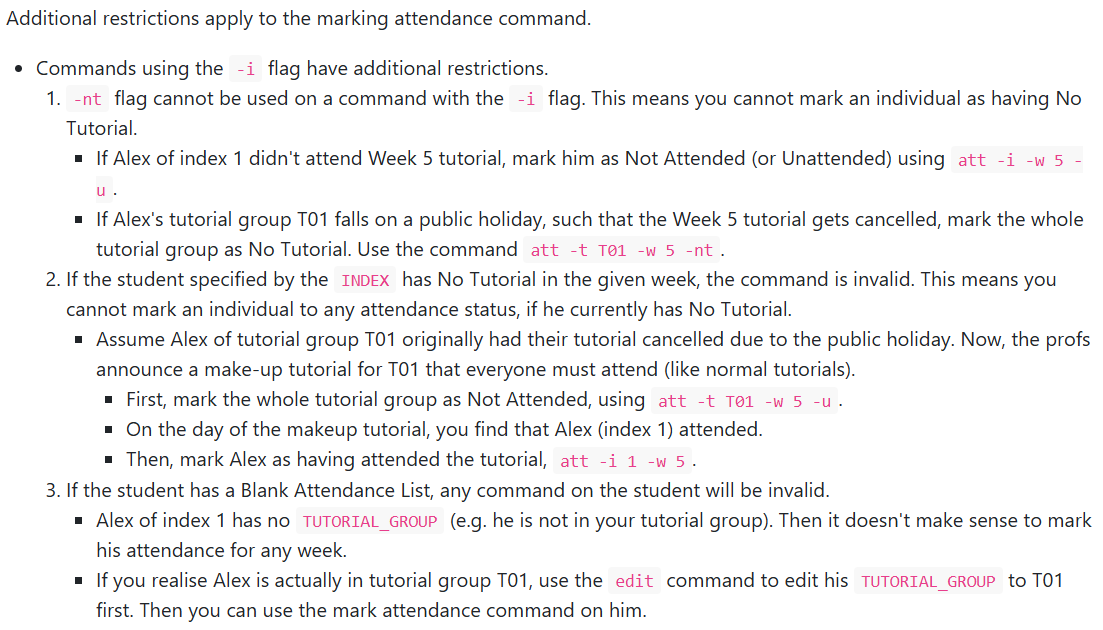 Additional restrictions apply to the marking attendance command.
• Commands using the -i flag have additional restrictions.
1. -nt flag cannot be used on a command with the -i flag. This means you cannot mark an individual as having No
Tutorial.
▪ If Alex of index 1 didn't attend Week 5 tutorial, mark him as Not Attended (or Unattended) using att -i -w 5 -
u .
▪ If Alex's tutorial group T01 falls on a public holiday, such that the Week 5 tutorial gets cancelled, mark the whole
tutorial group as No Tutorial. Use the command att -t T01 -w 5 -nt .
2. If the student specified by the INDEX has No Tutorial in the given week, the command is invalid. This means you
cannot mark an individual to any attendance status, if he currently has No Tutorial.
▪ Assume Alex of tutorial group T01 originally had their tutorial cancelled due to the public holiday. Now, the profs
announce a make-up tutorial for T01 that everyone must attend (like normal tutorials).
▪ First, mark the whole tutorial group as Not Attended, using att -t T01 -w 5 -u .
▪ On the day of the makeup tutorial, you find that Alex (index 1) attended.
▪ Then, mark Alex as having attended the tutorial, att -i 1 -w 5 .
3. If the student has a Blank Attendance List, any command on the student will be invalid.
▪ Alex of index 1 has no TUTORIAL_GROUP (e.g. he is not in your tutorial group). Then it doesn't make sense to mark
his attendance for any week.
▪ If you realise Alex is actually in tutorial group T01, use the edit command to edit his TUTORIAL_GROUP to T01
first. Then you can use the mark attendance command on him.